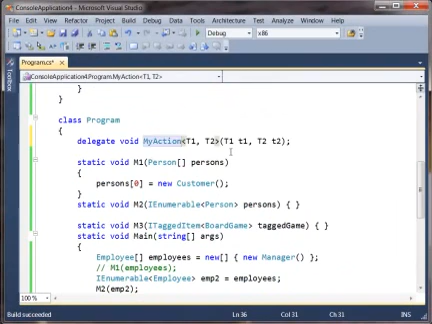 ConsoleApplication4 - Microsoft Visual Studio
File Edit View Refactor Project Build Debug Data Tools Architecture Test Analyze Window Help
Debug x86
Program.cs*
ConsoleApplication4.Program.MyAction<T1, T2>
Toolbox
}
}
class Program
{
delegate void MyAction<T1, T2>(T1 t1, T2 t2);
static void M1(Person[] persons)
{
persons[0] = new Customer();
}
static void M2(IEnumerable<Person> persons) { }
static void M3(ITaggedItem<BoardGame> taggedGame) { }
static void Main(string[] args)
{
Employee[] employees = new[] { new Manager() };
// M1(employees);
IEnumerable<Employee> emp2 = employees;
M2(emp2);
100 %
Build succeeded Ln 36 Col 31 Ch 31 INS